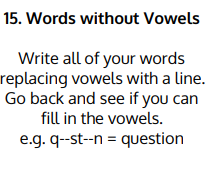 15. Words without Vowels
Write all of your words
replacing vowels with a line.
Go back and see if you can
fill in the vowels.
e.g. q--st--n = question